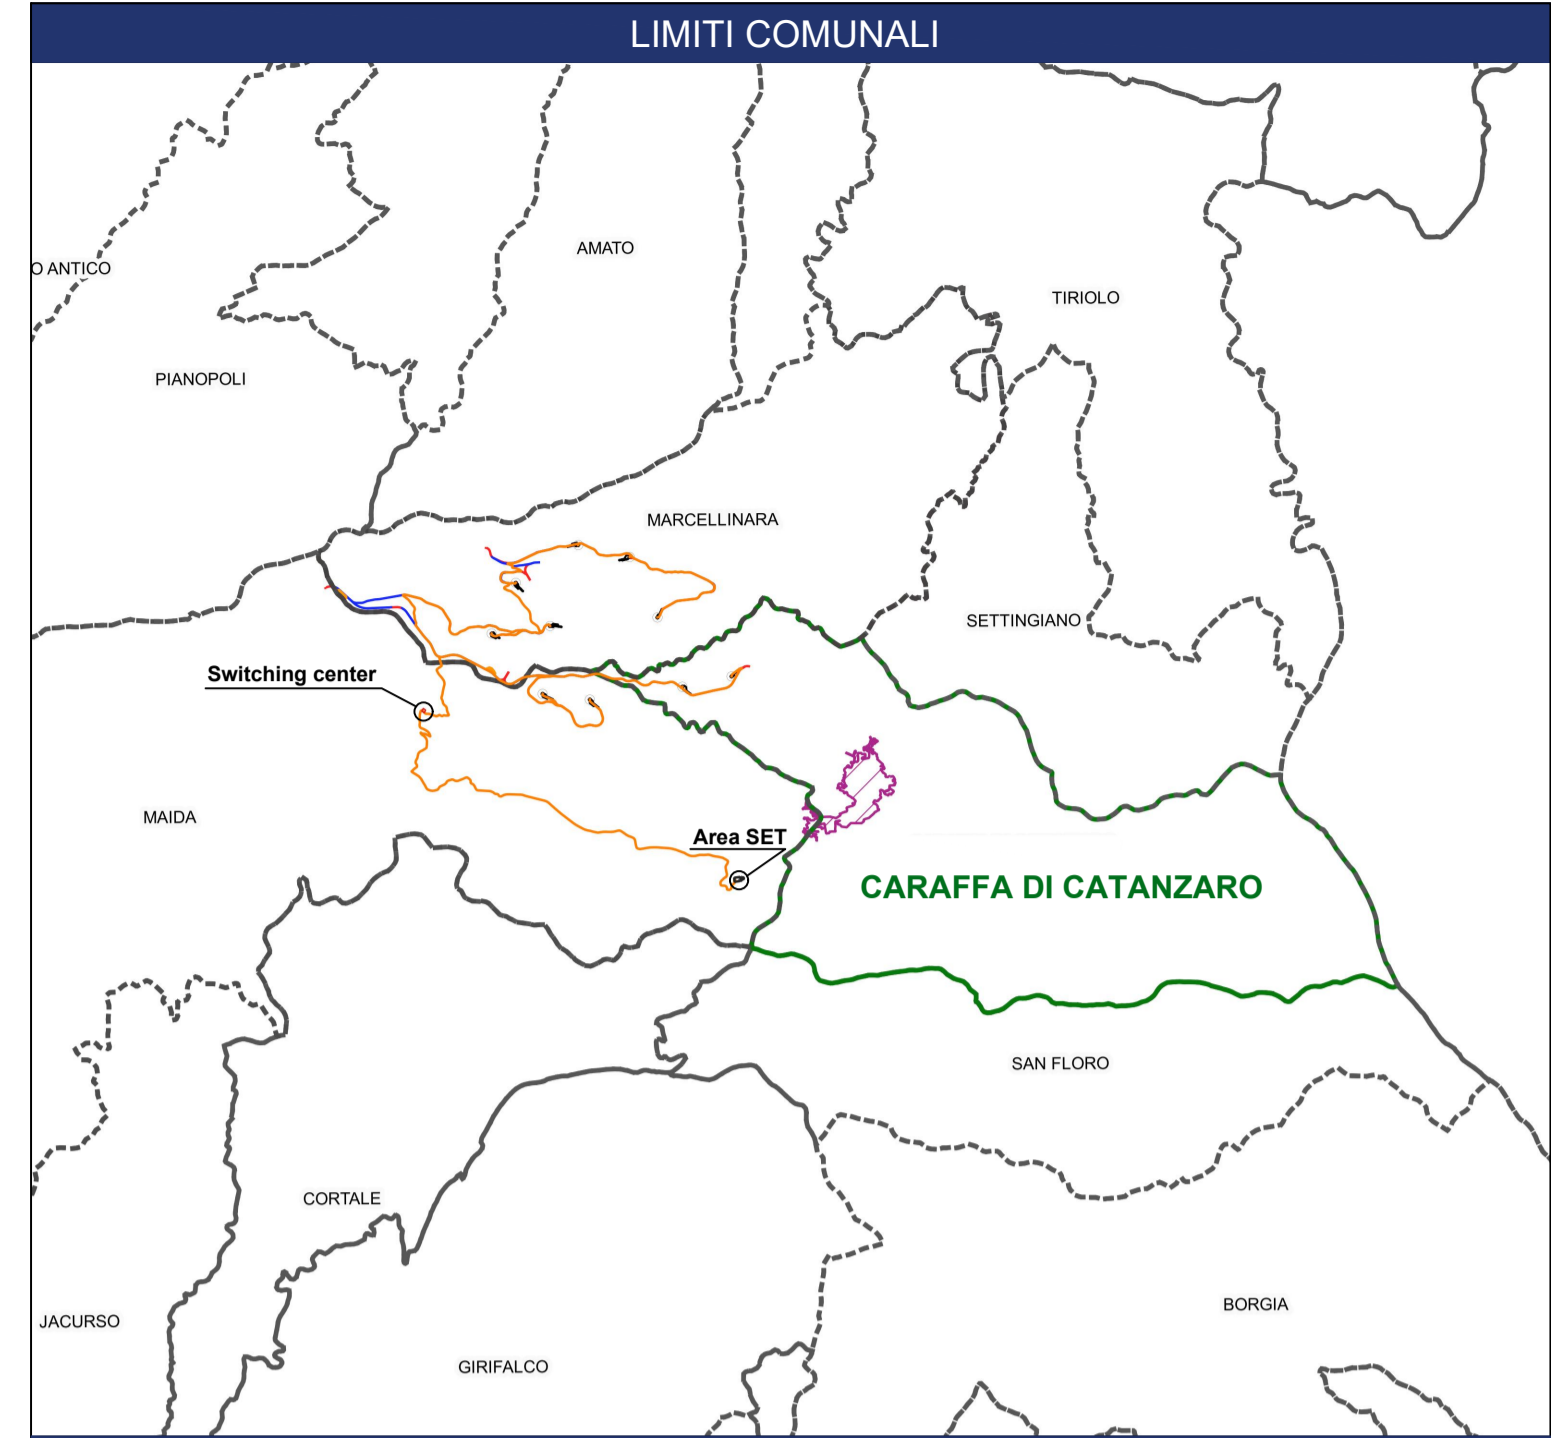 LIMITI COMUNALI
AMATO
O ANTICO
TIRIOLO
PIANOPOLI
MARCELLINARA
SETTINGIANO
Switching center
MAIDA
Area SET
CARAFFA DI CATANZARO
SAN FLORO
CORTALE
BORGIA
JACURSO
GIRIFALCO